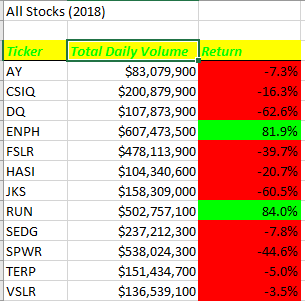 All Stocks (2018)
Ticker Total Daily Volume Return
AY $83,079,900 -7.3%
CSIQ $200,879,900 -16.3%
DQ $107,873,900 -62.6%
ENPH $607,473,500 81.9%
FSLR $478,113,900 -39.7%
HASI $104,340,600 -20.7%
JKS $158,309,000 -60.5%
RUN $502,757,100 84.0%
SEDG $237,212,300 -7.8%
SPWR $538,024,300 -44.6%
TERP $151,434,700 -5.0%
VSLR $136,539,100 -3.5%